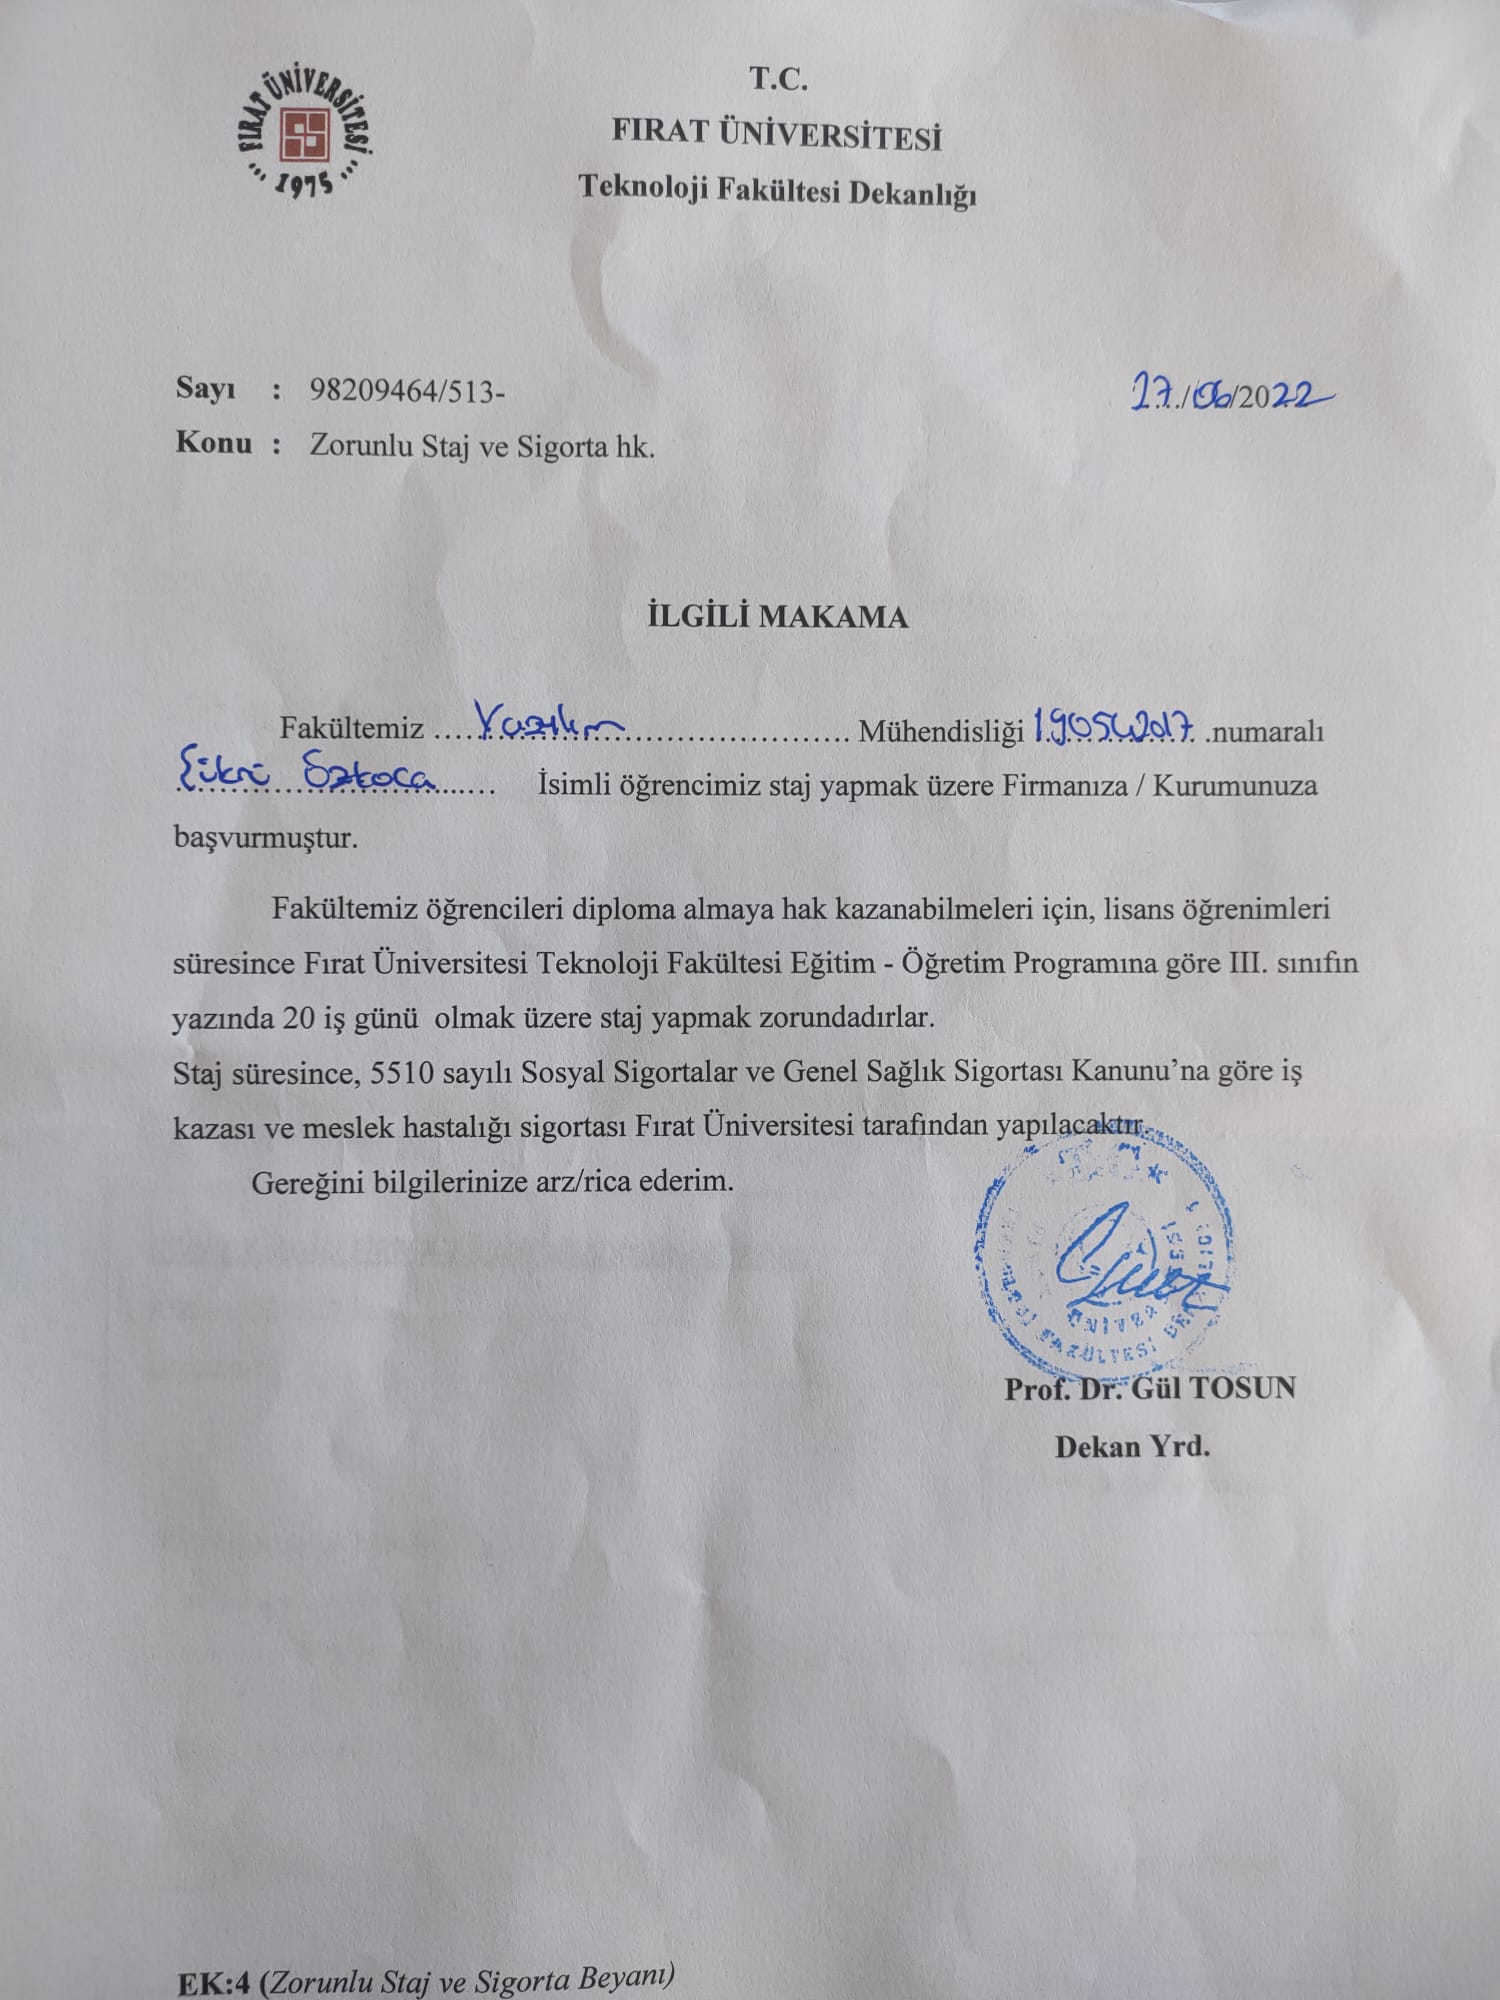 FIRAT ÜNİVERSİTESİ
1975
T.C.
FIRAT ÜNİVERSİTESİ
Teknoloji Fakültesi Dekanlığı
Sayı : 98209464/513-
27./06/2022
Konu : Zorunlu Staj ve Sigorta hk.
İLGİLİ MAKAMA
Fakültemiz .... Yazılım .................................. Mühendisliği .numaralı
Özkoca ...... İsimli öğrencimiz staj yapmak üzere Firmanıza / Kurumunuza
başvurmuştur.
Fakültemiz öğrencileri diploma almaya hak kazanabilmeleri için, lisans öğrenimleri
süresince Fırat Üniversitesi Teknoloji Fakültesi Eğitim - Öğretim Programına göre III. sınıfın
yazında 20 iş günü olmak üzere staj yapmak zorundadırlar.
Staj süresince, 5510 sayılı Sosyal Sigortalar ve Genel Sağlık Sigortası Kanunu’na göre iş
kazası ve meslek hastalığı sigortası Fırat Üniversitesi tarafından yapılacaktır.
Gereğini bilgilerinize arz/rica ederim.
FAKÜLTESİ
Prof. Dr. Gül TOSUN
Dekan Yrd.
EK:4 (Zorunlu Staj ve Sigorta Beyanı)